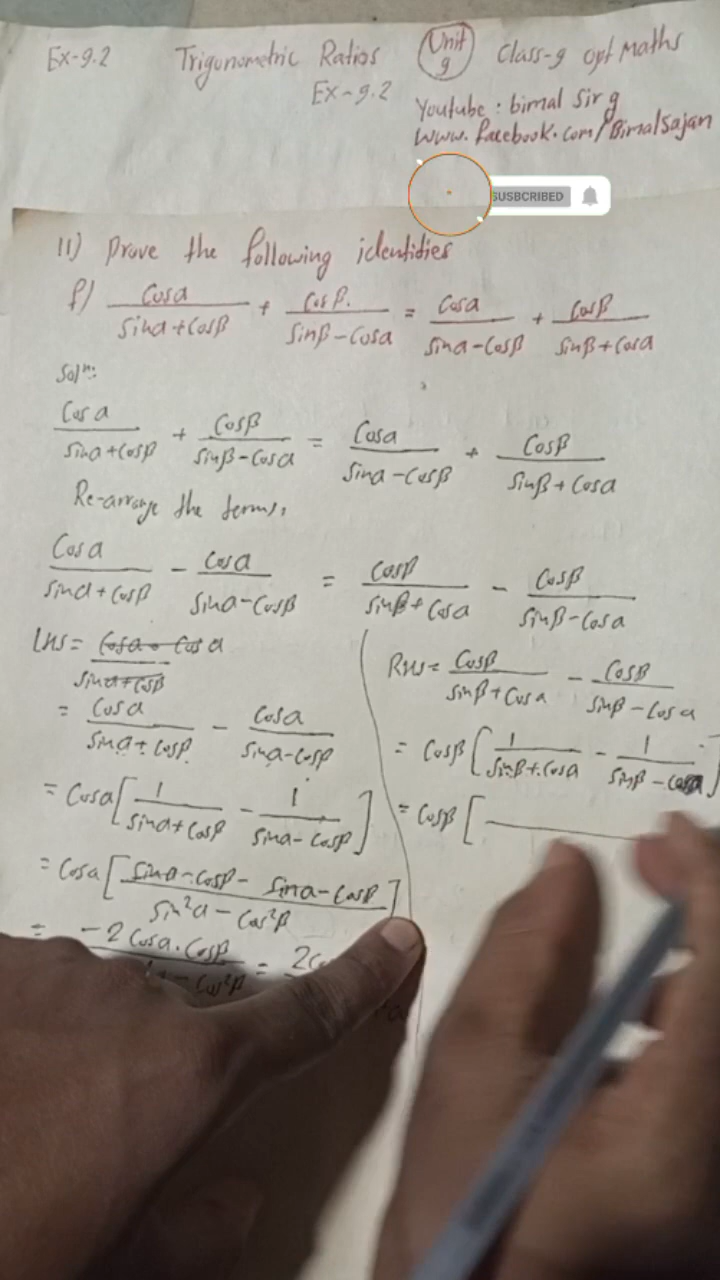 Ex-9.2 Trigonometric Ratios Unit 9 Class-9 opt Maths
Ex-9.2
Youtube : bimal Sir g
www.facebook.com/Bimalsajan
SUSBCRIBED
11) Prove the following identities
f) Cosα/(Sinα+Cosβ) + Cosβ/(Sinβ-Cosα) = Cosα/(Sinα-Cosβ) + Cosβ/(Sinβ+Cosα)
Solⁿ:
Cosα/(Sinα+Cosβ) + Cosβ/(Sinβ-Cosα) = Cosα/(Sinα-Cosβ) + Cosβ/(Sinβ+Cosα)
Re-arrange the terms,
Cosα/(Sinα+Cosβ) - Cosα/(Sinα-Cosβ) = Cosβ/(Sinβ+Cosα) - Cosβ/(Sinβ-Cosα)
LHS =
= Cosα/(Sinα+Cosβ) - Cosα/(Sinα-Cosβ)
= Cosα[1/(Sinα+Cosβ) - 1/(Sinα-Cosβ)]
= Cosα[(Sinα-Cosβ - Sinα-Cosβ)/(Sin²α - Cos²β)]
= -2Cosα.Cosβ/( - Cos²β) =
RHS = Cosβ/(Sinβ+Cosα) - Cosβ/(Sinβ-Cosα)
= Cosβ[1/(Sinβ+Cosα) - 1/(Sinβ-Cosα)]
= Cosβ[